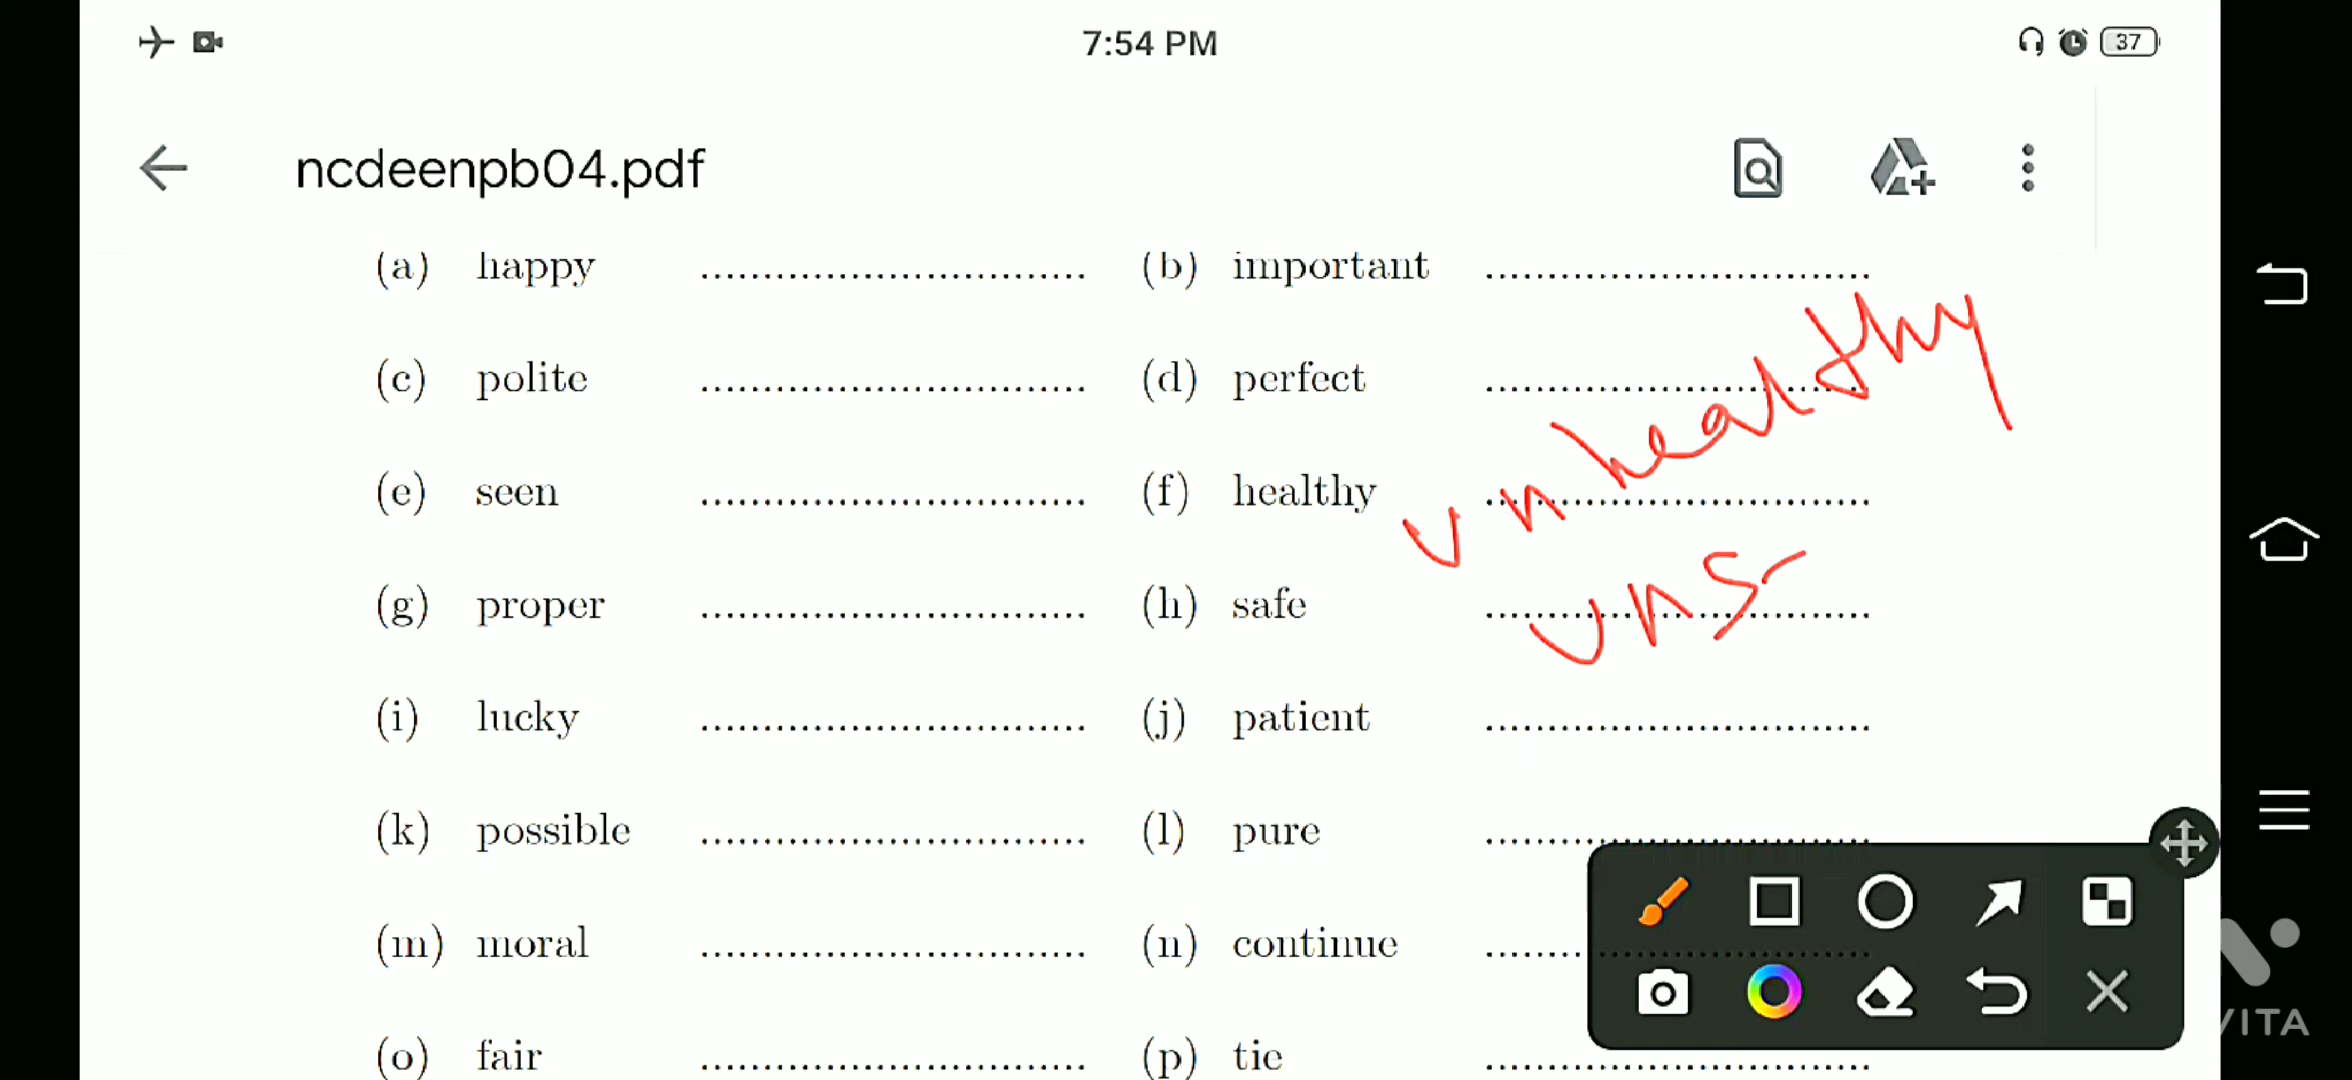 7:54 PM
37
ncdeenpb04.pdf
(a) happy .............................. (b) important ..............................
(c) polite .............................. (d) perfect ..............................
(e) seen .............................. (f) healthy .............................. unhealthy
(g) proper .............................. (h) safe .............................. uns
(i) lucky .............................. (j) patient ..............................
(k) possible .............................. (l) pure ..............................
(m) moral .............................. (n) continue ..............................
(o) fair .............................. (p) tie ..............................
VITA